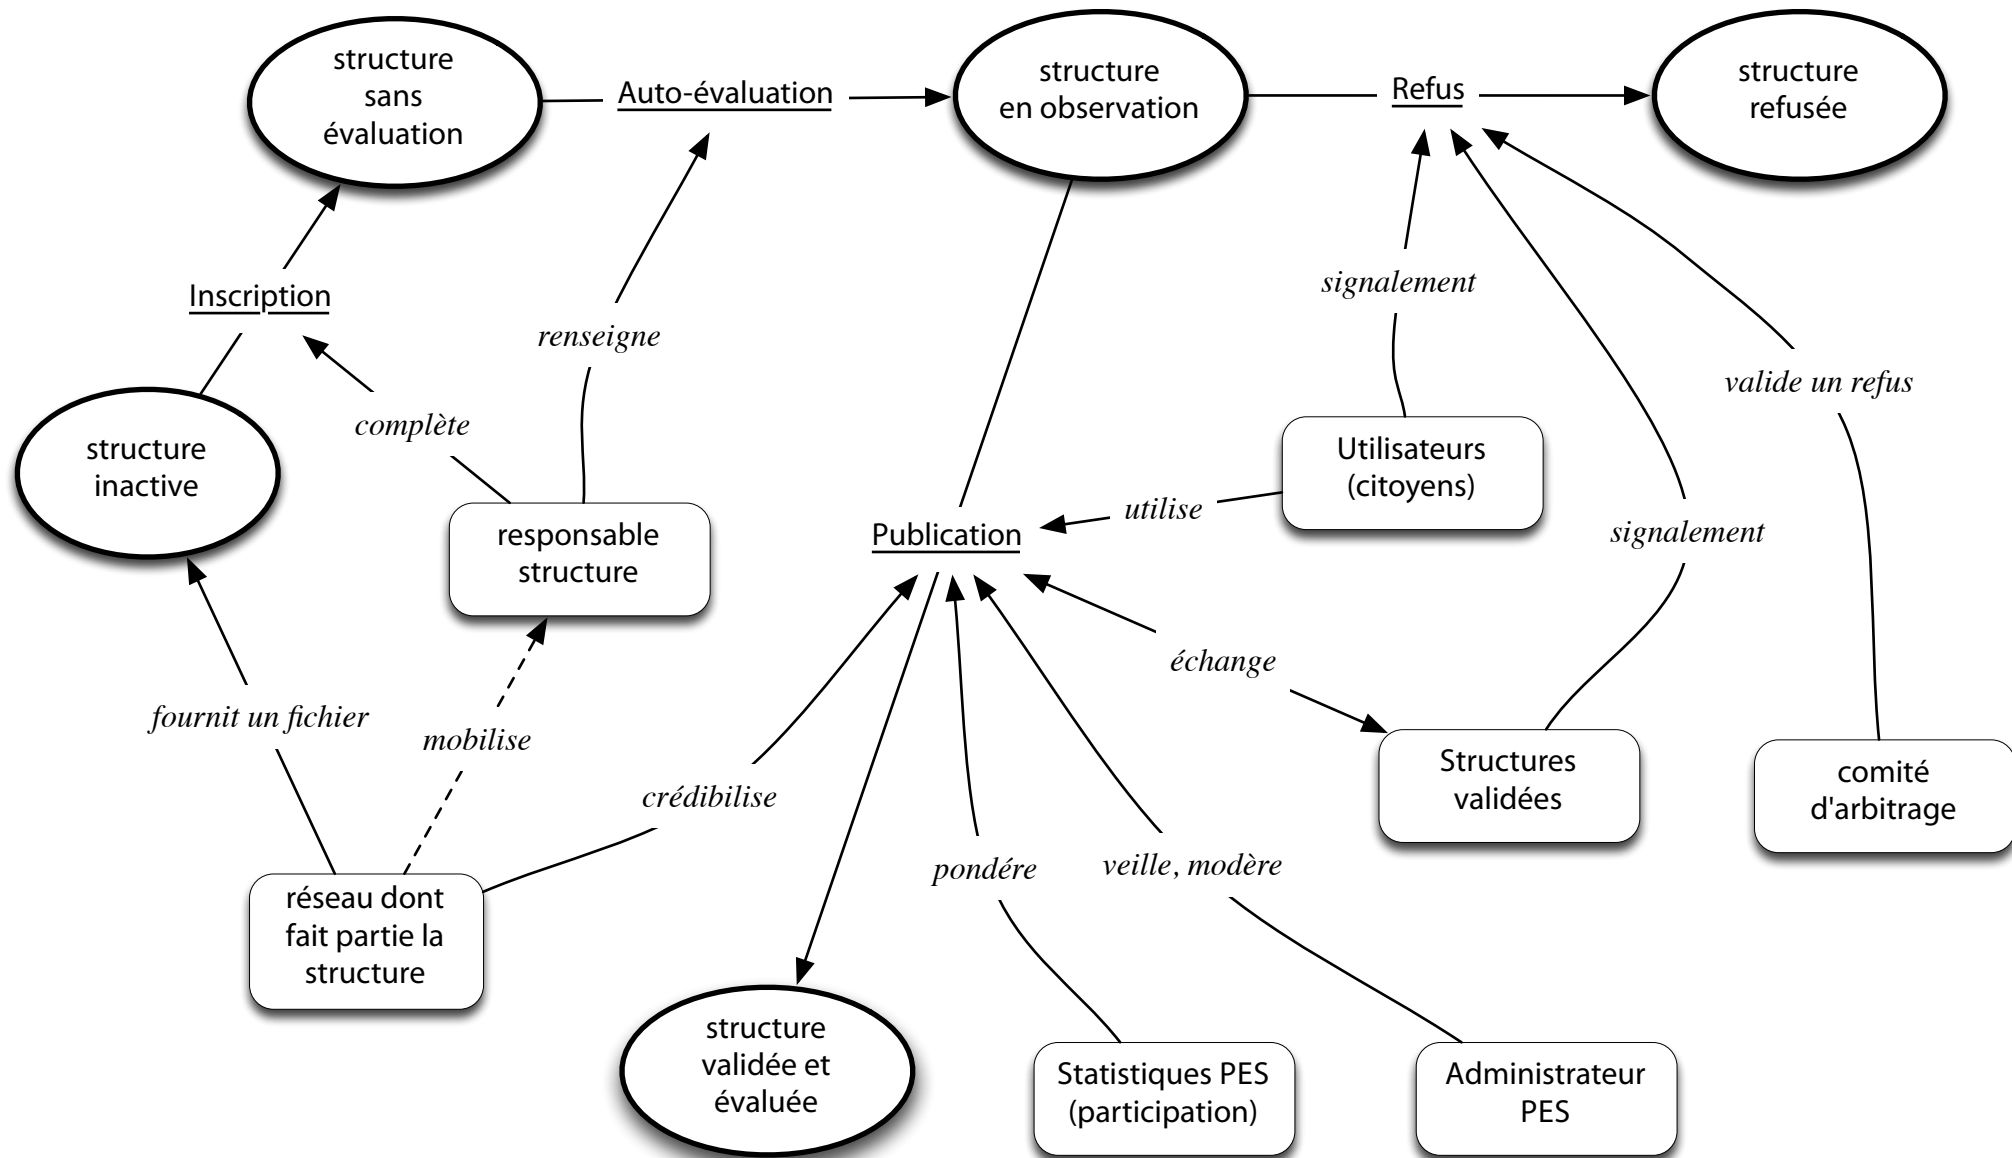 structure
sans
évaluation
Auto-évaluation
structure
en observation
Refus
structure
refusée
Inscription
signalement
renseigne
valide un refus
complète
structure
inactive
Utilisateurs
(citoyens)
utilise
responsable
structure
Publication
signalement
échange
fournit un fichier
mobilise
crédibilise
Structures
validées
comité
d'arbitrage
pondére
veille, modère
réseau dont
fait partie la
structure
structure
validée et
évaluée
Statistiques PES
(participation)
Administrateur
PES